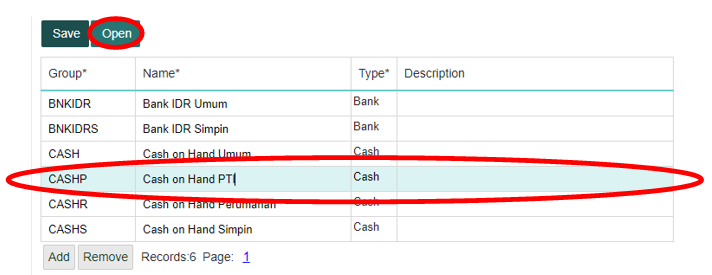 Save Open
Group* Name* Type* Description
BNKIDR Bank IDR Umum Bank
BNKIDRS Bank IDR Simpin Bank
CASH Cash on Hand Umum Cash
CASHP Cash on Hand PTI Cash
CASHR Cash on Hand Perumahan Cash
CASHS Cash on Hand Simpin Cash
Add Remove Records:6 Page: 1